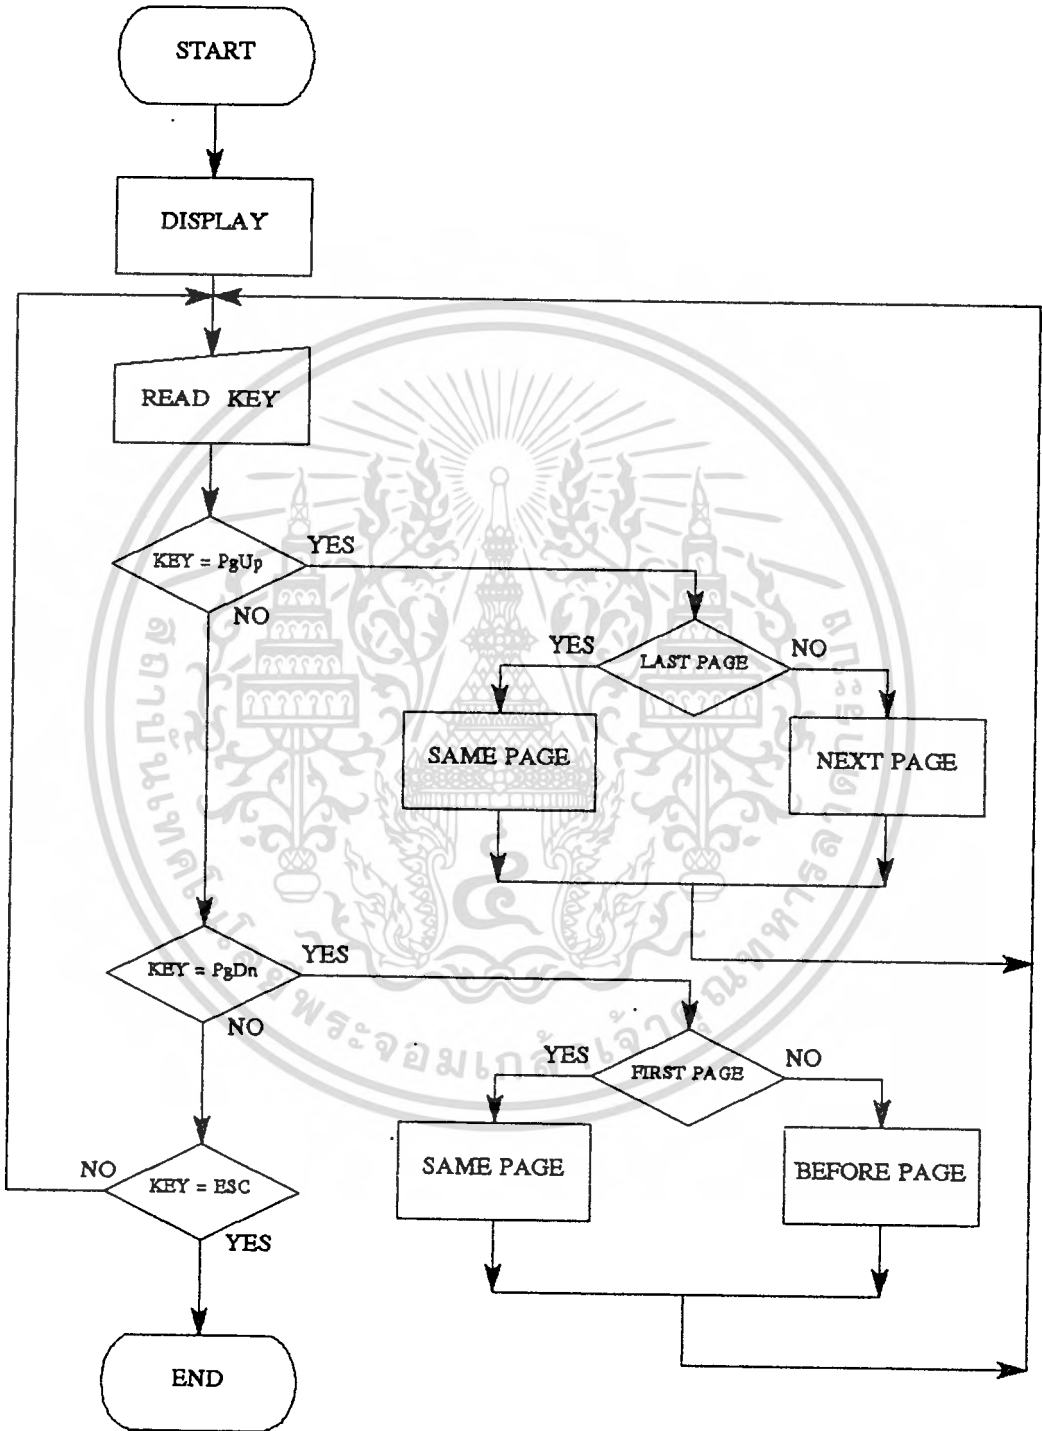 START
DISPLAY
READ KEY
KEY = PgUp
YES
NO
YES
LAST PAGE
NO
SAME PAGE
NEXT PAGE
KEY = PgDn
YES
NO
YES
FIRST PAGE
NO
SAME PAGE
BEFORE PAGE
NO
KEY = ESC
YES
END